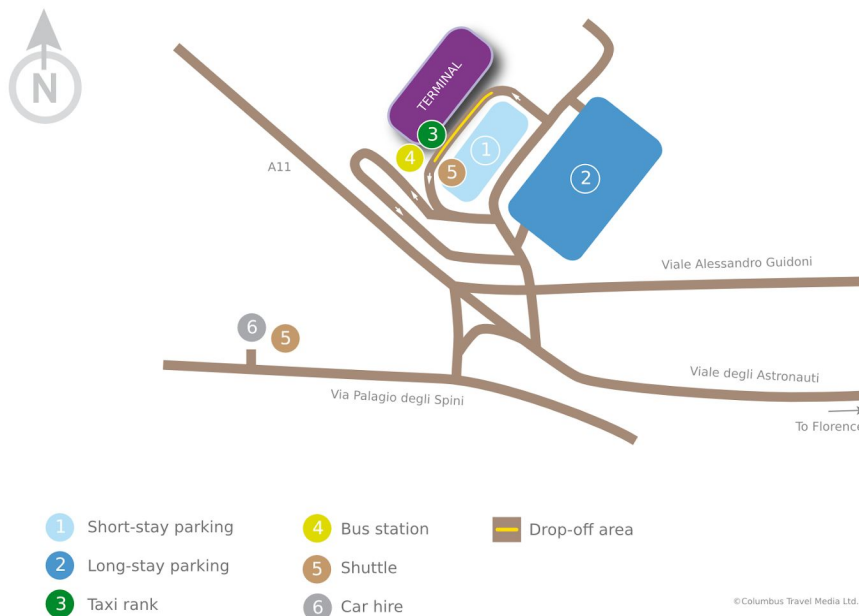 N
TERMINAL
3
4
1
5
2
A11
Viale Alessandro Guidoni
6
5
Viale degli Astronauti
Via Palagio degli Spini
To Florence
1 Short-stay parking
4 Bus station
Drop-off area
2 Long-stay parking
5 Shuttle
3 Taxi rank
6 Car hire
©Columbus Travel Media Ltd.